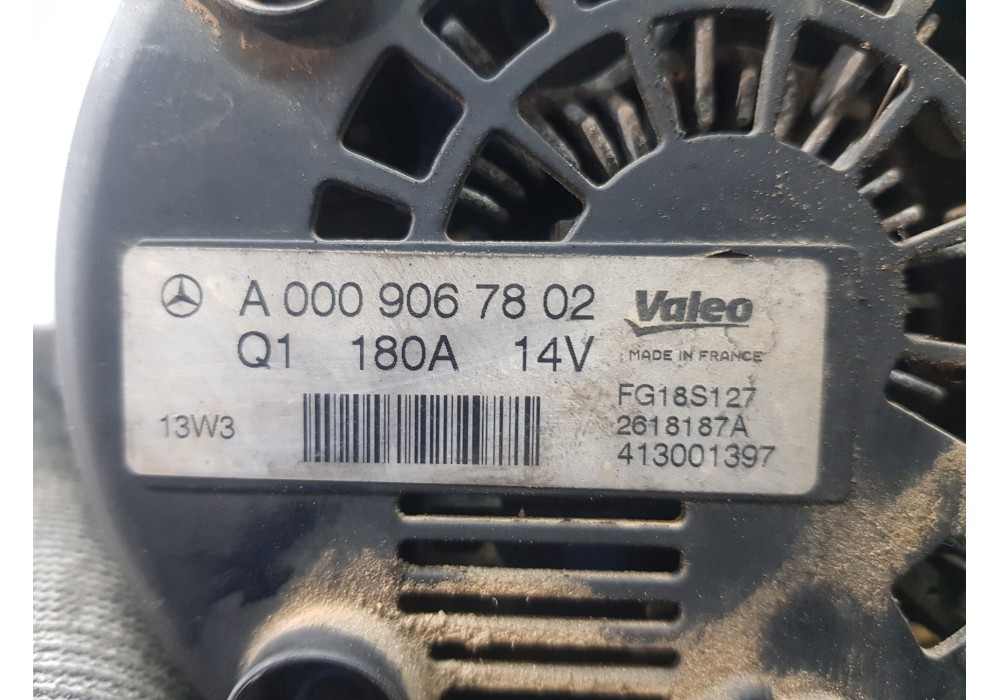 A 000 906 78 02
Q1 180A 14V
13W3
Valeo
MADE IN FRANCE
FG18S127
2618187A
413001397